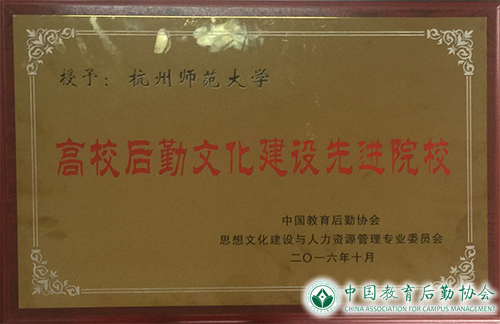 授予：杭州师范大学
高校后勤文化建设先进院校
中国教育后勤协会
思想文化建设与人力资源管理专业委员会
二〇一六年十月
中国教育后勤协会
CHINA ASSOCIATION FOR CAMPUS MANAGEMENT